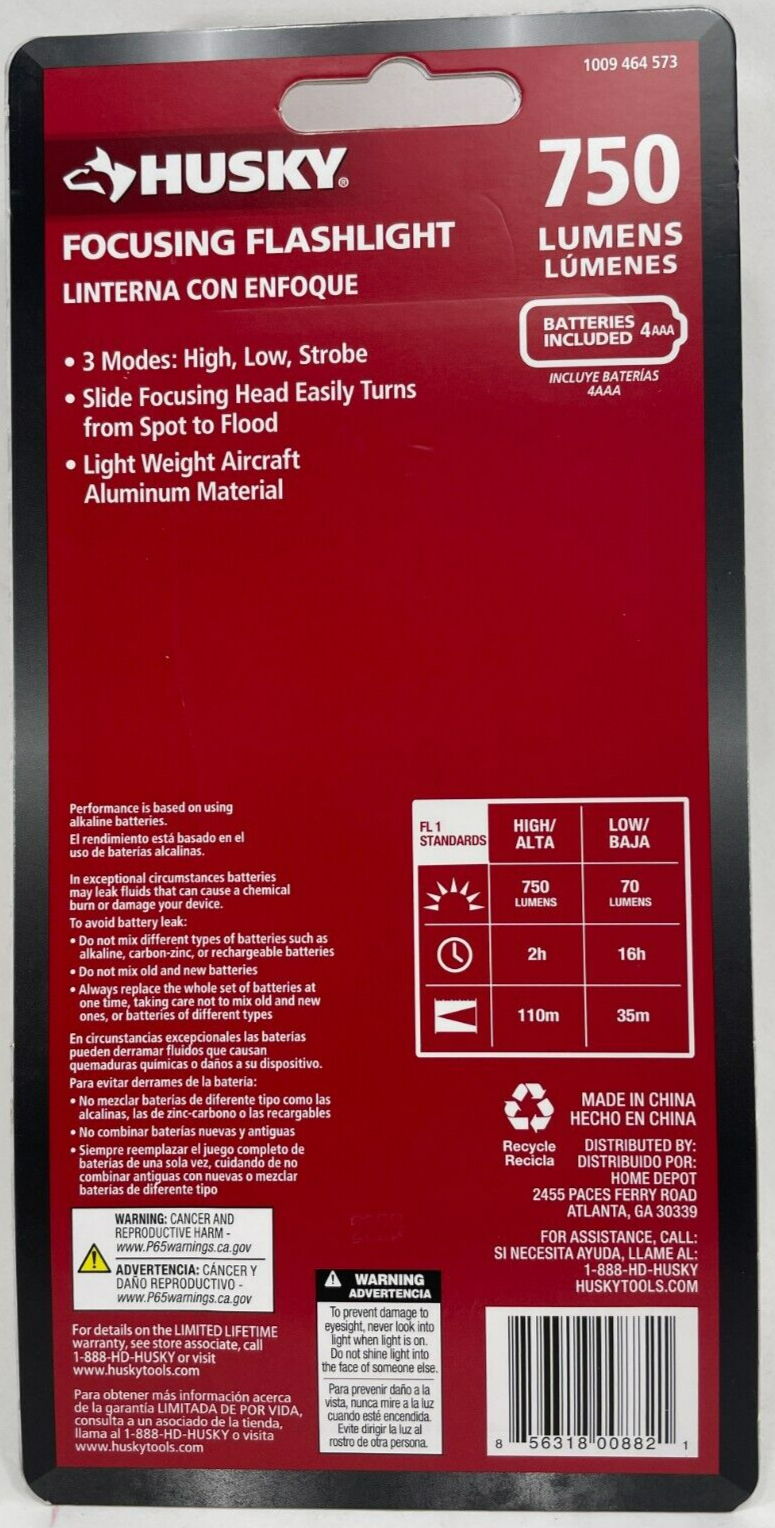 1009 464 573
HUSKY®
FOCUSING FLASHLIGHT
LINTERNA CON ENFOQUE
750
LUMENS
LÚMENES
BATTERIES
INCLUDED 4AAA
INCLUYE BATERÍAS
4AAA
• 3 Modes: High, Low, Strobe
• Slide Focusing Head Easily Turns
from Spot to Flood
• Light Weight Aircraft
Aluminum Material
Performance is based on using
alkaline batteries.
El rendimiento está basado en el
uso de baterías alcalinas.
In exceptional circumstances batteries
may leak fluids that can cause a chemical
burn or damage your device.
To avoid battery leak:
• Do not mix different types of batteries such as
alkaline, carbon-zinc, or rechargeable batteries
• Do not mix old and new batteries
• Always replace the whole set of batteries at
one time, taking care not to mix old and new
ones, or batteries of different types
En circunstancias excepcionales las baterías
pueden derramar fluidos que causan
quemaduras químicas o daños a su dispositivo.
Para evitar derrames de la batería:
• No mezclar baterías de diferente tipo como las
alcalinas, las de zinc-carbono o las recargables
• No combinar baterías nuevas y antiguas
• Siempre reemplazar el juego completo de
baterías de una sola vez, cuidando de no
combinar antiguas con nuevas o mezclar
baterías de diferente tipo
FL 1
STANDARDS
HIGH/
ALTA
LOW/
BAJA
750
LUMENS
70
LUMENS
2h
16h
110m
35m
Recycle
Recicla
MADE IN CHINA
HECHO EN CHINA
DISTRIBUTED BY:
DISTRIBUIDO POR:
HOME DEPOT
2455 PACES FERRY ROAD
ATLANTA, GA 30339
FOR ASSISTANCE, CALL:
SI NECESITA AYUDA, LLAME AL:
1-888-HD-HUSKY
HUSKYTOOLS.COM
WARNING: CANCER AND
REPRODUCTIVE HARM -
www.P65warnings.ca.gov
ADVERTENCIA: CÁNCER Y
DAÑO REPRODUCTIVO -
www.P65warnings.ca.gov
For details on the LIMITED LIFETIME
warranty, see store associate, call
1-888-HD-HUSKY or visit
www.huskytools.com
Para obtener más información acerca
de la garantía LIMITADA DE POR VIDA,
consulta a un asociado de la tienda,
llama al 1-888-HD-HUSKY o visita
www.huskytools.com
WARNING
ADVERTENCIA
To prevent damage to
eyesight, never look into
light when light is on.
Do not shine light into
the face of someone else.
Para prevenir daño a la
vista, nunca mire a la luz
cuando esté encendida.
Evite dirigir la luz al
rostro de otra persona.
8 56318 00882 1